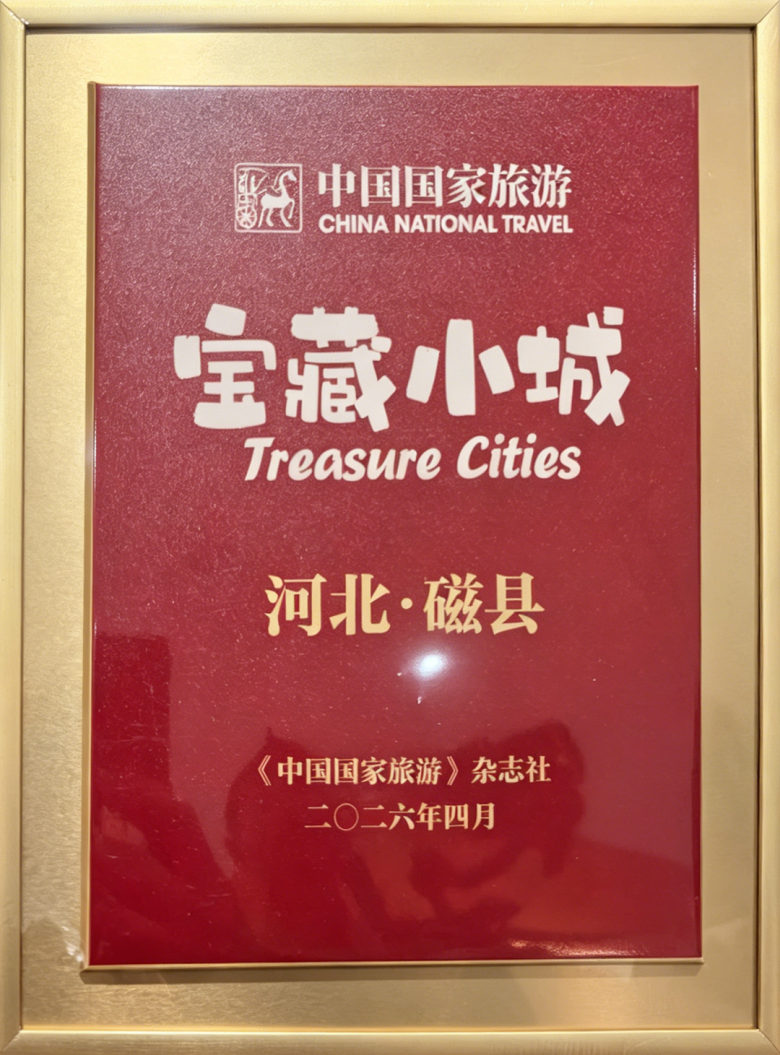 中国国家旅游
CHINA NATIONAL TRAVEL
宝藏小城
Treasure Cities
河北·磁县
《中国国家旅游》杂志社
二〇二六年四月